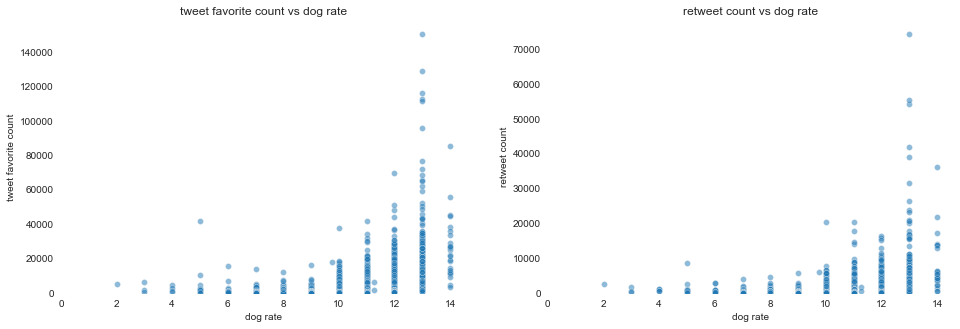 tweet favorite count vs dog rate
tweet favorite count
140000
120000
100000
80000
60000
40000
20000
0
0 2 4 6 8 10 12 14
dog rate
retweet count vs dog rate
retweet count
70000
60000
50000
40000
30000
20000
10000
0
0 2 4 6 8 10 12 14
dog rate